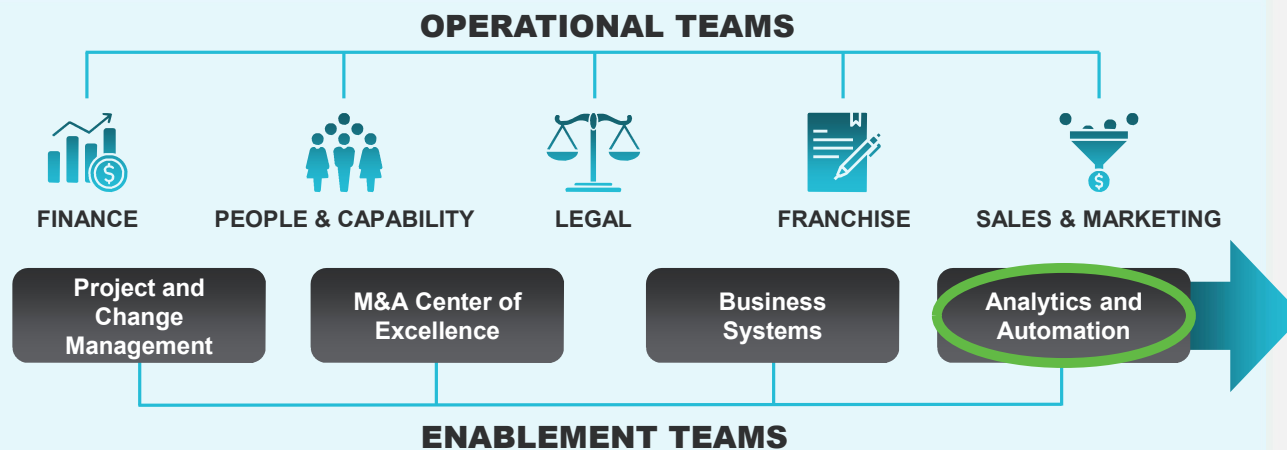 OPERATIONAL TEAMS
$
$
FINANCE
PEOPLE & CAPABILITY
LEGAL
FRANCHISE
SALES & MARKETING
Project and
Change
Management
M&A Center of
Excellence
Business
Systems
Analytics and
Automation
ENABLEMENT TEAMS